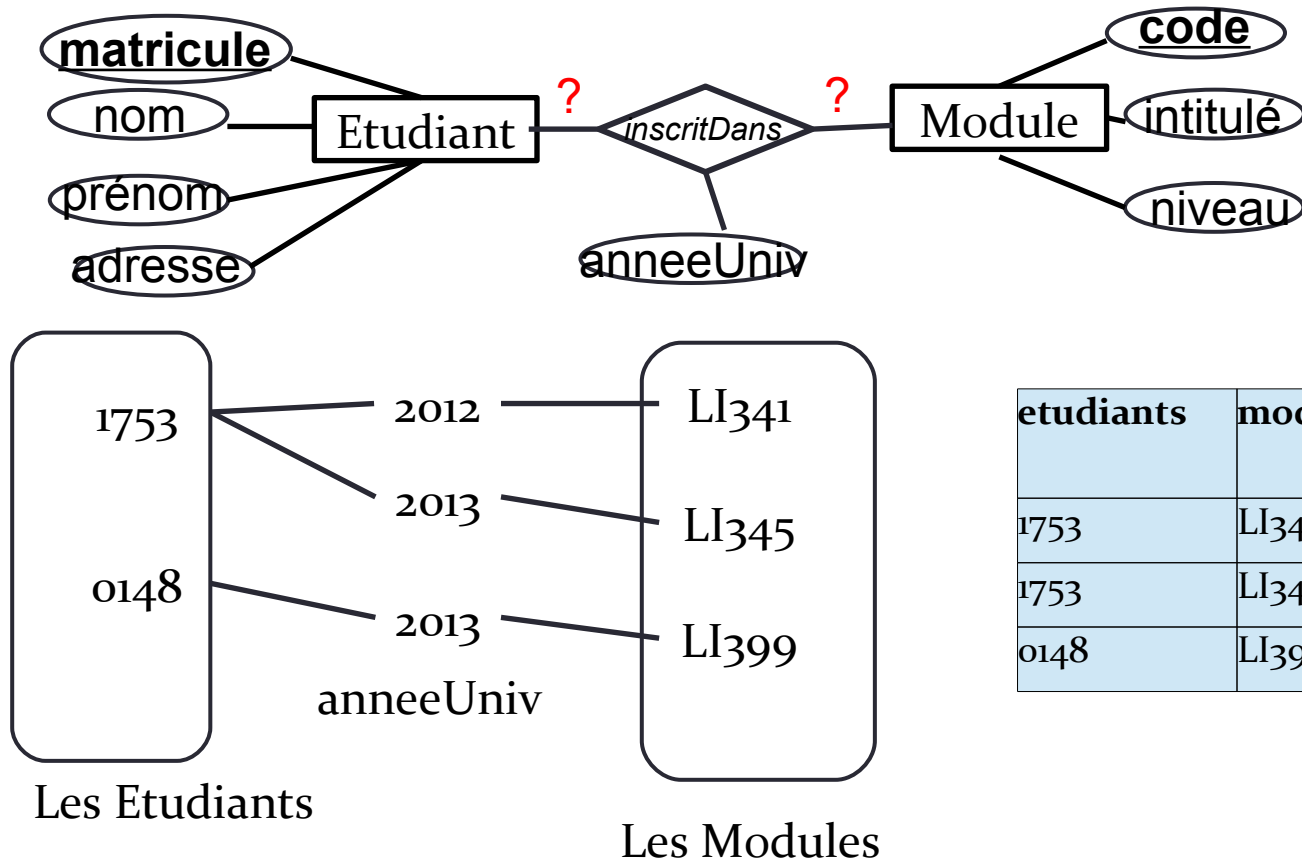 matricule
nom
prénom
adresse
Etudiant
?
inscritDans
anneeUniv
?
Module
code
intitulé
niveau
1753
0148
2012
2013
2013
anneeUniv
LI341
LI345
LI399
Les Etudiants
Les Modules
etudiants
1753
1753
0148